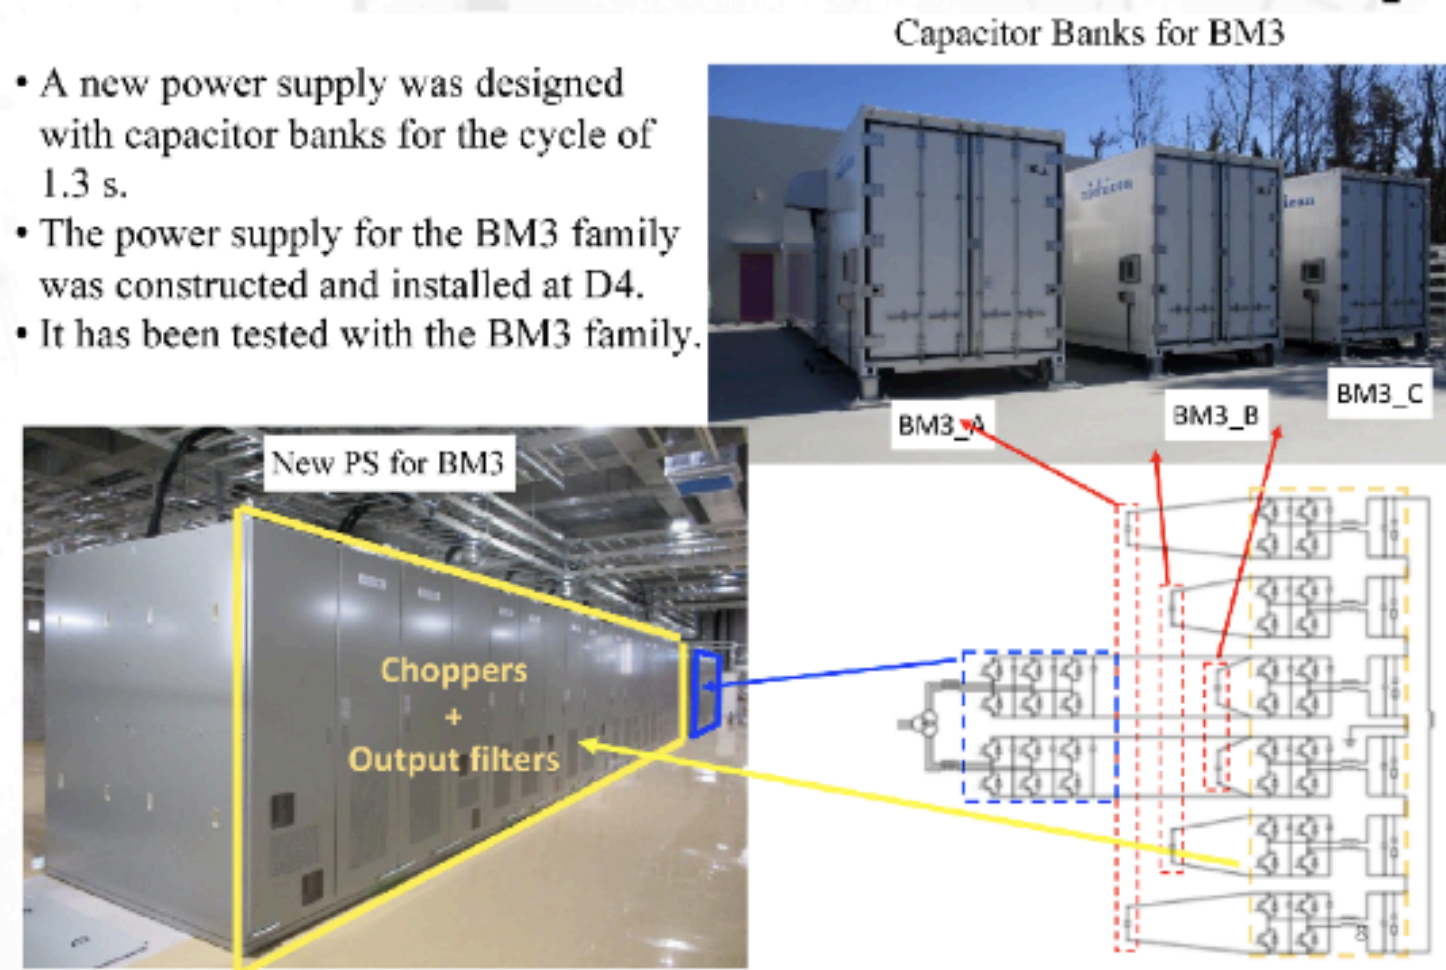 Capacitor Banks for BM3
• A new power supply was designed
with capacitor banks for the cycle of
1.3 s.
• The power supply for the BM3 family
was constructed and installed at D4.
• It has been tested with the BM3 family.
nichicon
BM3_A
BM3_B
BM3_C
New PS for BM3
Choppers
+
Output filters